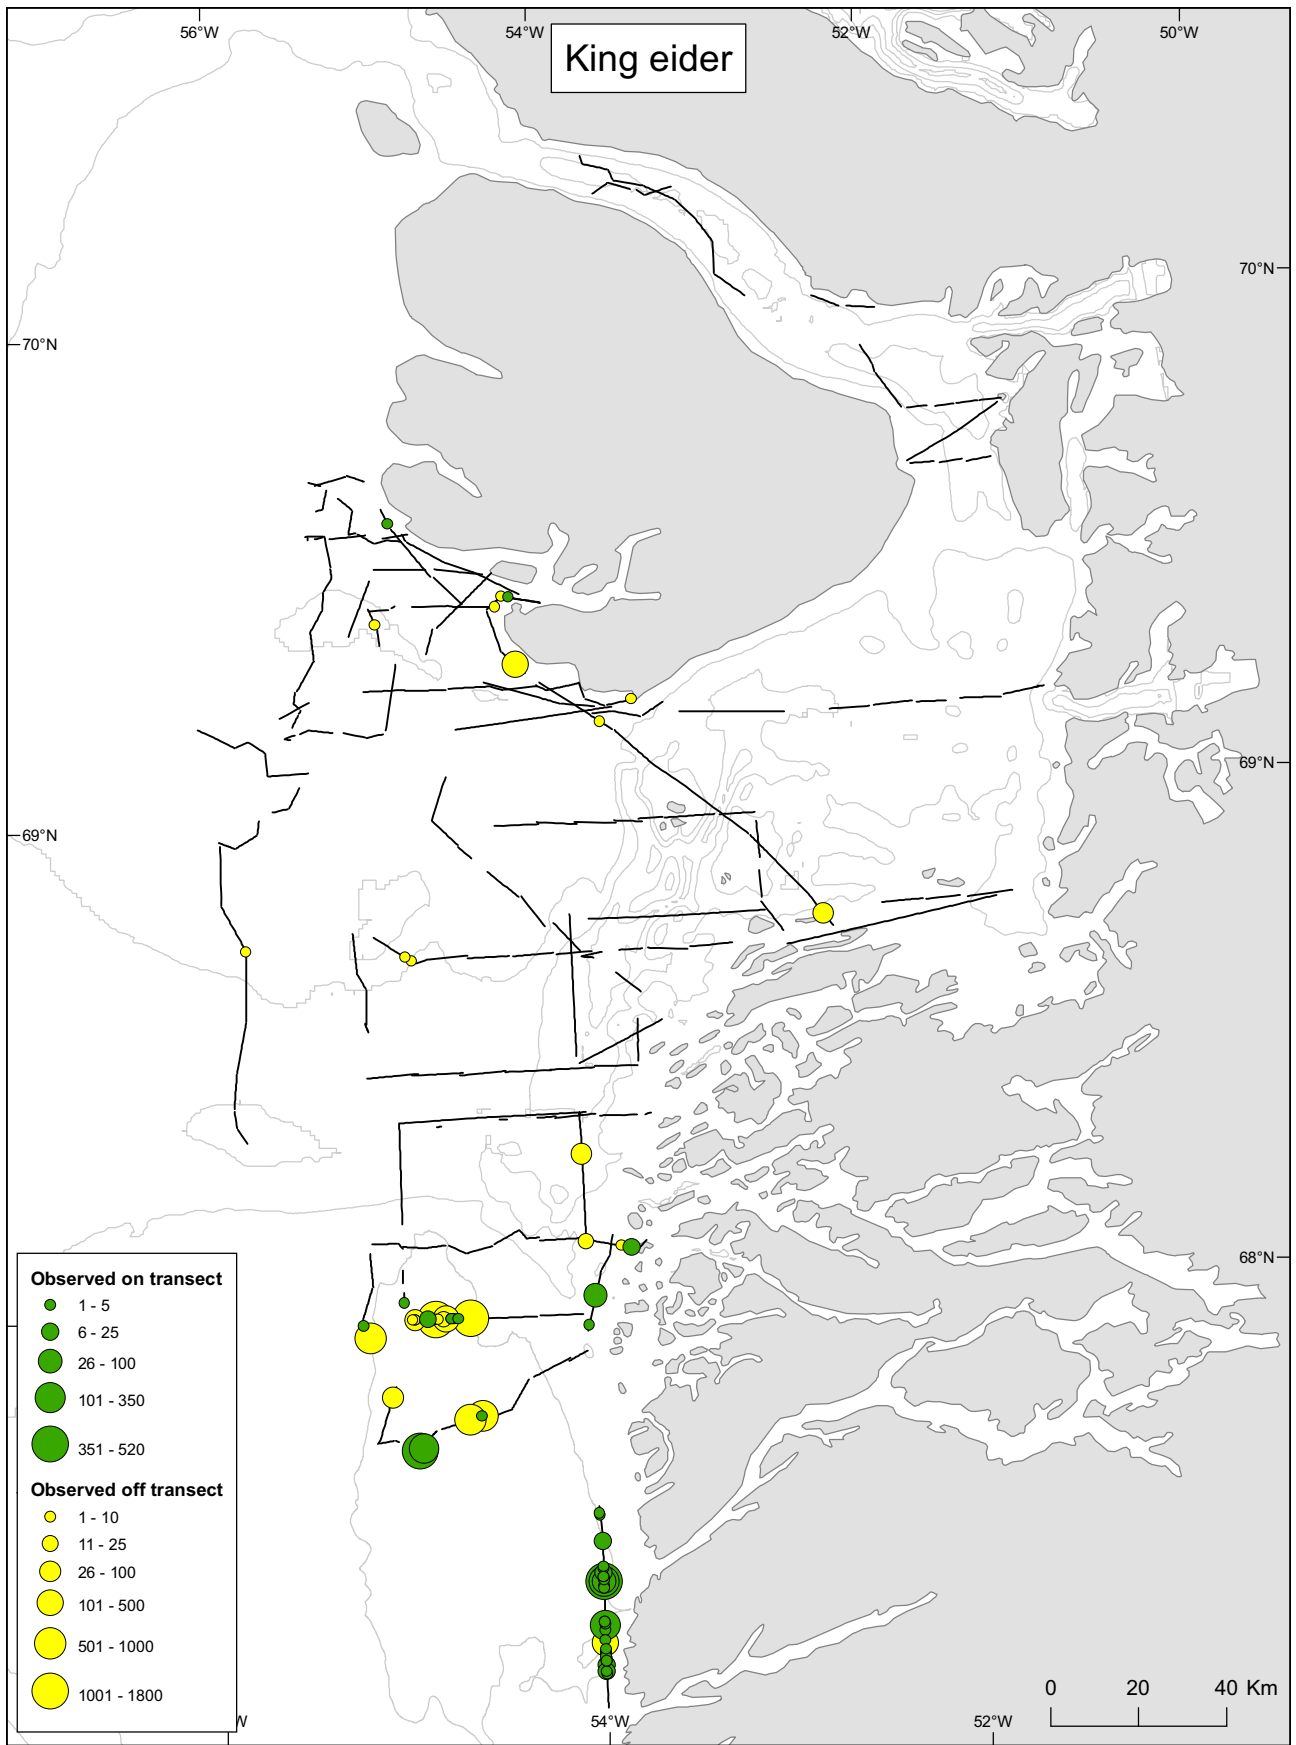 56°W 54°W 52°W 50°W
King eider
70°N
70°N
69°N
69°N
68°N
Observed on transect
1 - 5
6 - 25
26 - 100
101 - 350
351 - 520
Observed off transect
1 - 10
11 - 25
26 - 100
101 - 500
501 - 1000
1001 - 1800
0 20 40 Km
W 54°W 52°W